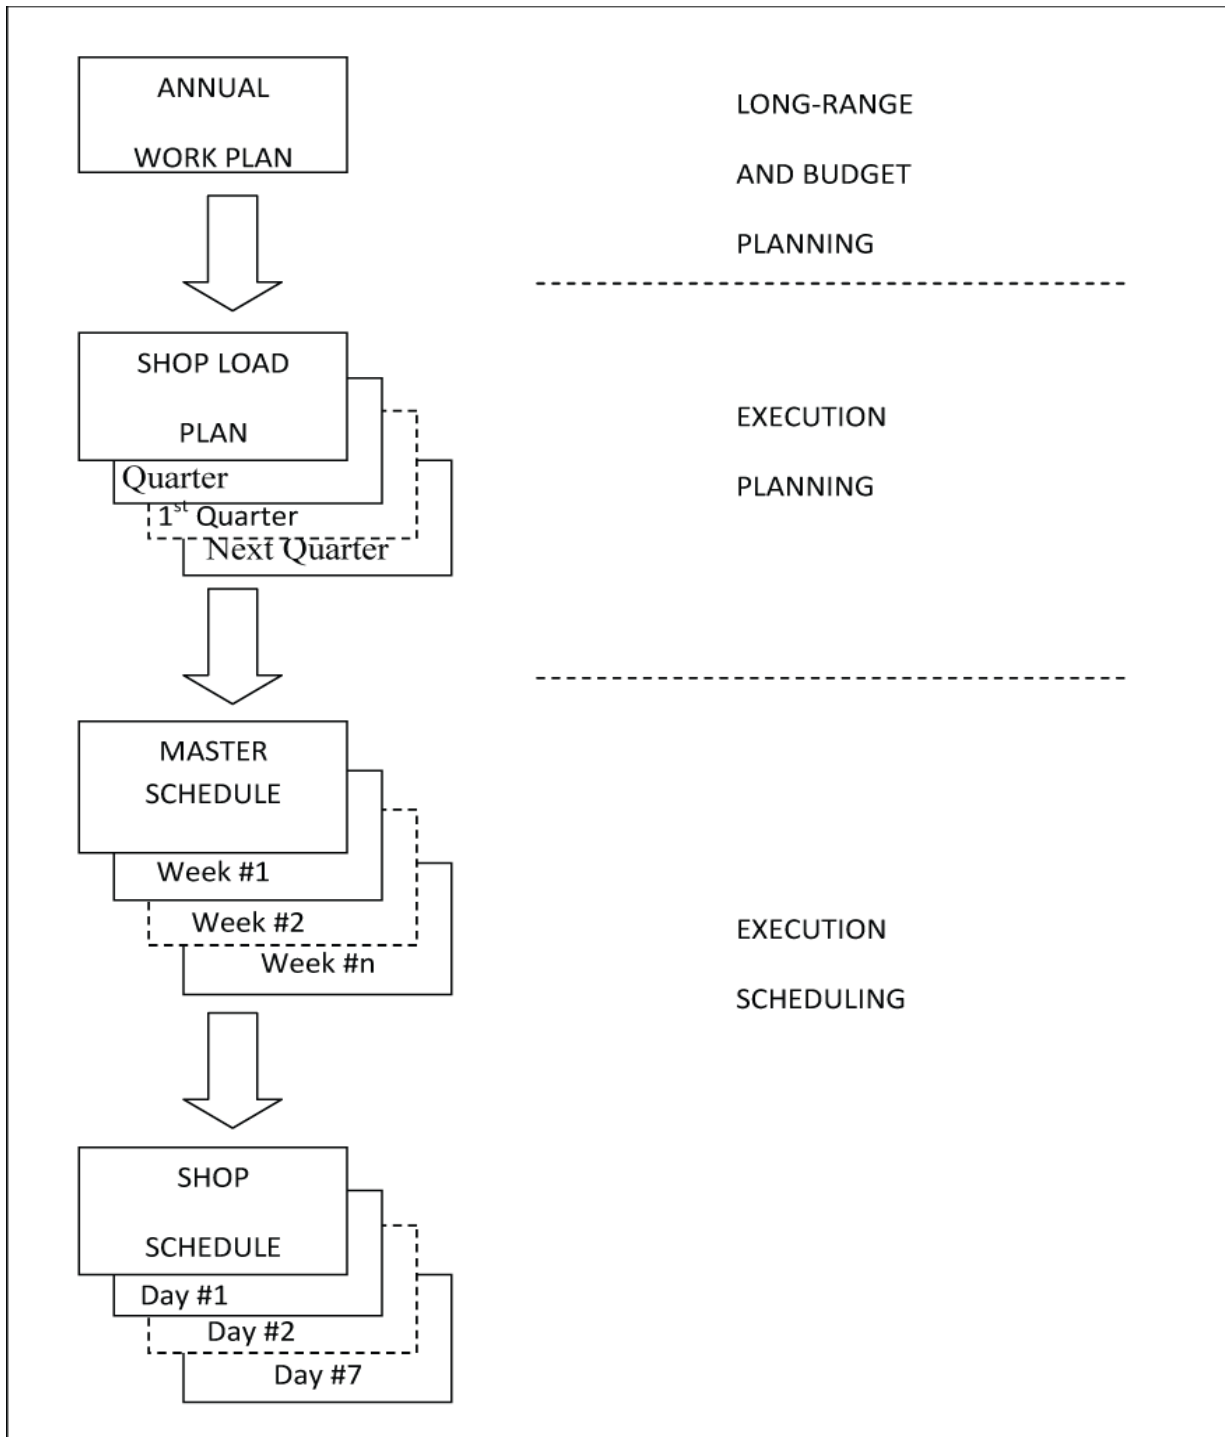 ANNUAL
WORK PLAN
LONG-RANGE
AND BUDGET
PLANNING
SHOP LOAD
PLAN
Quarter
1st Quarter
Next Quarter
EXECUTION
PLANNING
MASTER
SCHEDULE
Week #1
Week #2
Week #n
EXECUTION
SCHEDULING
SHOP
SCHEDULE
Day #1
Day #2
Day #7